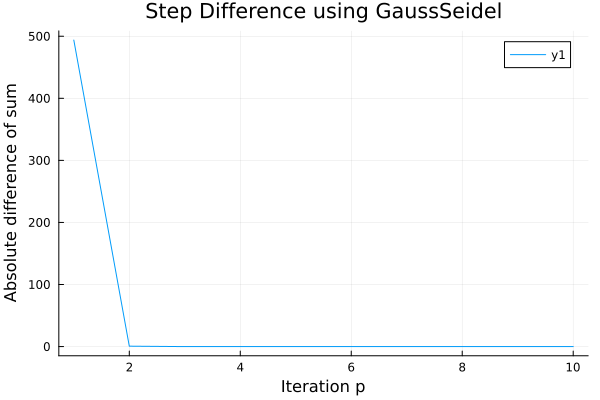 Step Difference using GaussSeidel
y1
Absolute difference of sum
500
400
300
200
100
0
2 4 6 8 10
Iteration p